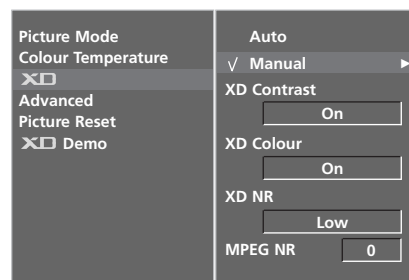 Picture Mode
Colour Temperature
XD
Advanced
Picture Reset
XD Demo
Auto
√ Manual ►
XD Contrast
On
XD Colour
On
XD NR
Low
MPEG NR 0